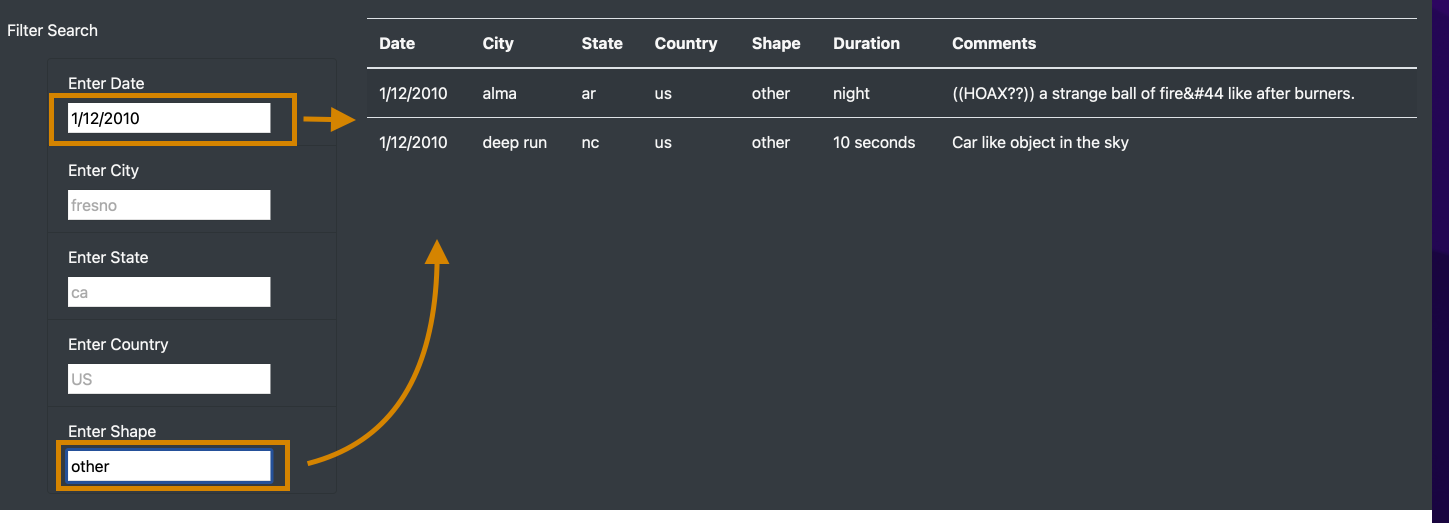 Filter Search
Enter Date
1/12/2010
Enter City
fresno
Enter State
ca
Enter Country
US
Enter Shape
other
Date City State Country Shape Duration Comments
1/12/2010 alma ar us other night ((HOAX??)) a strange ball of fire&#44 like after burners.
1/12/2010 deep run nc us other 10 seconds Car like object in the sky